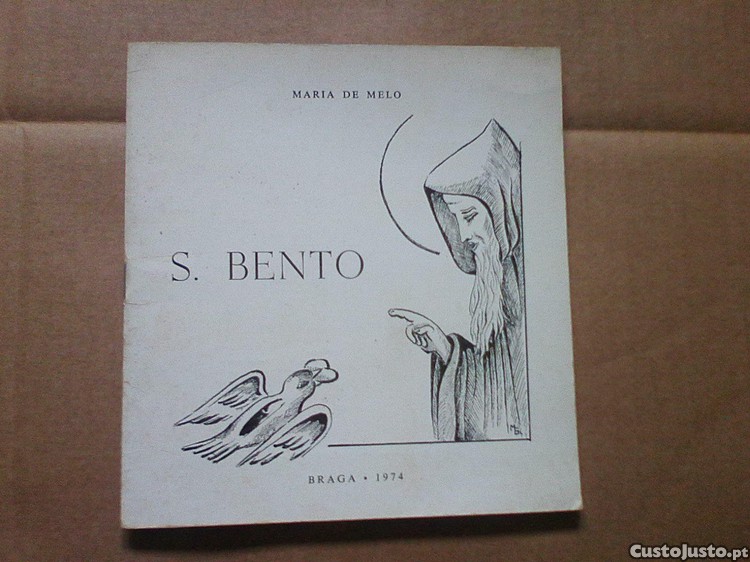 MARIA DE MELO
S. BENTO
BRAGA • 1974
CustoJusto.pt